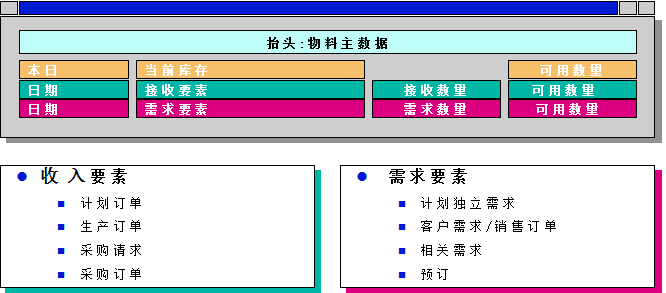 抬头:物料主数据
本日 当前库存 可用数量
日期 接收要素 接收数量 可用数量
日期 需求要素 需求数量 可用数量
● 收入要素
■ 计划订单
■ 生产订单
■ 采购请求
■ 采购订单
● 需求要素
■ 计划独立需求
■ 客户需求/销售订单
■ 相关需求
■ 预订